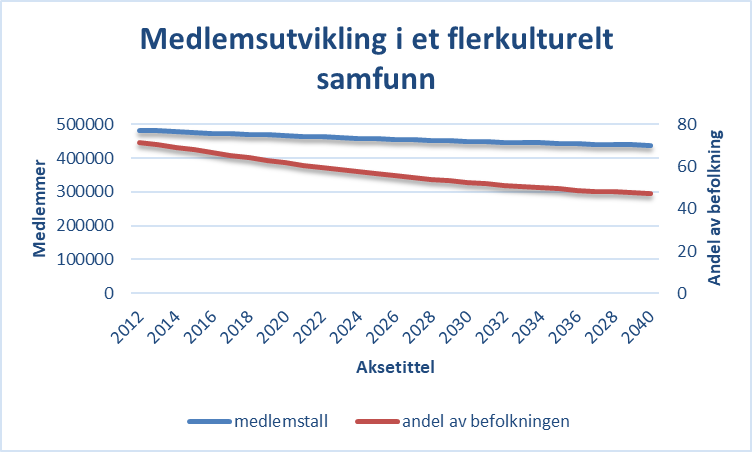 Medlemsutvikling i et flerkulturelt
samfunn
Medlemmer
500000
400000
300000
200000
100000
0
80
60
40
20
0
Andel av befolkning
2012 2014 2016 2018 2020 2022 2024 2026 2028 2030 2032 2034 2036 2028 2040
Aksetittel
medlemstall andel av befolkningen